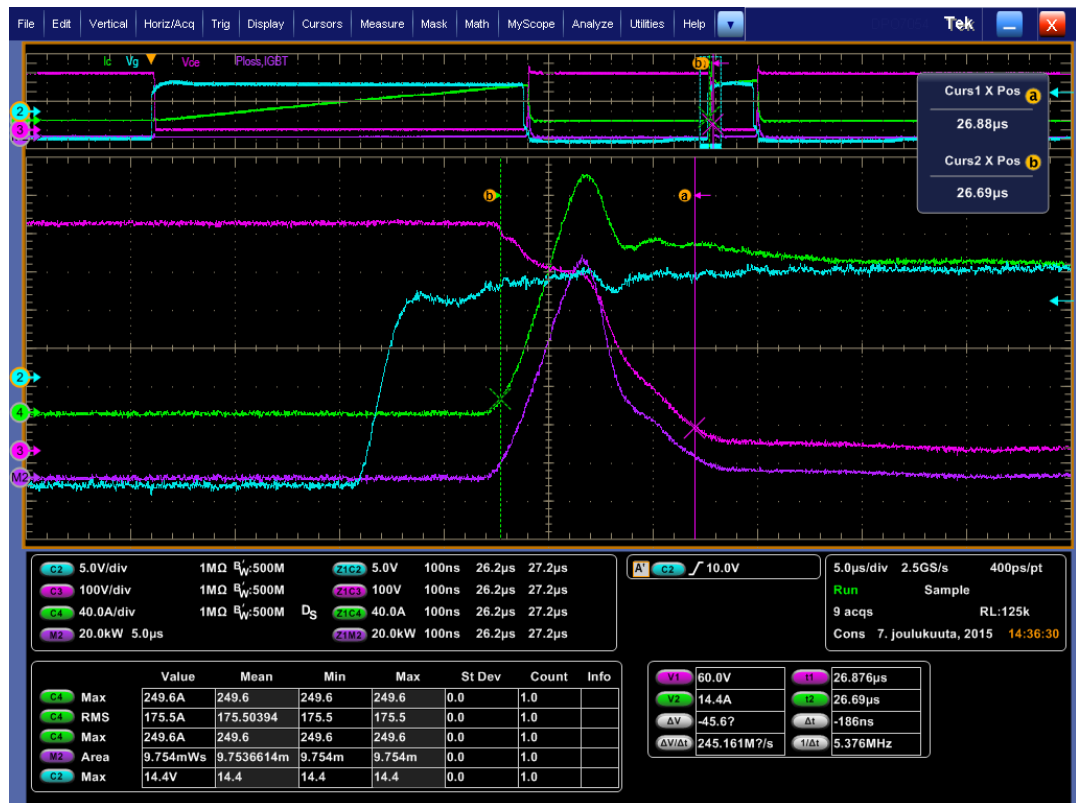 File Edit Vertical Horiz/Acq Trig Display Cursors Measure Mask Math MyScope Analyze Utilities Help Tek X
Ic Vg Vce Ploss,IGBT b
2
3
Curs1 X Pos a
26.88µs
Curs2 X Pos b
26.69µs
b a
2
4
3
M2
C2 5.0V/div 1MΩ BW:500M Z1C2 5.0V 100ns 26.2µs 27.2µs A' C2 10.0V 5.0µs/div 2.5GS/s 400ps/pt
C3 100V/div 1MΩ BW:500M Z1C3 100V 100ns 26.2µs 27.2µs Run Sample
C4 40.0A/div 1MΩ BW:500M DS Z1C4 40.0A 100ns 26.2µs 27.2µs 9 acqs RL:125k
M2 20.0kW 5.0µs Z1M2 20.0kW 100ns 26.2µs 27.2µs Cons 7. joulukuuta, 2015 14:36:30
Value Mean Min Max St Dev Count Info
C4 Max 249.6A 249.6 249.6 249.6 0.0 1.0
C4 RMS 175.5A 175.50394 175.5 175.5 0.0 1.0
C4 Max 249.6A 249.6 249.6 249.6 0.0 1.0
M2 Area 9.754mWs 9.7536614m 9.754m 9.754m 0.0 1.0
C2 Max 14.4V 14.4 14.4 14.4 0.0 1.0
V1 60.0V t1 26.876µs
V2 14.4A t2 26.69µs
ΔV -45.6? Δt -186ns
ΔV/Δt 245.161M?/s 1/Δt 5.376MHz